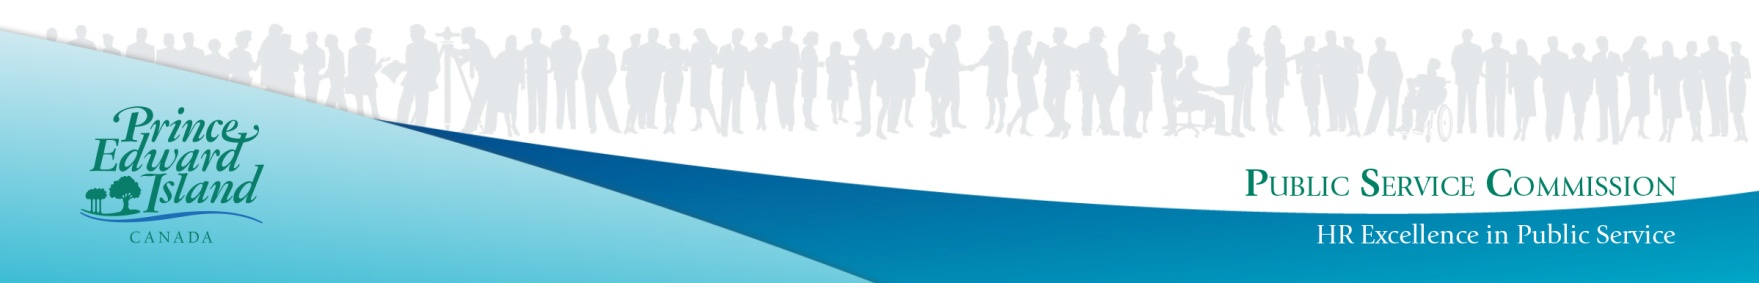 Prince
Edward
Island
CANADA
PUBLIC SERVICE COMMISSION
HR Excellence in Public Service